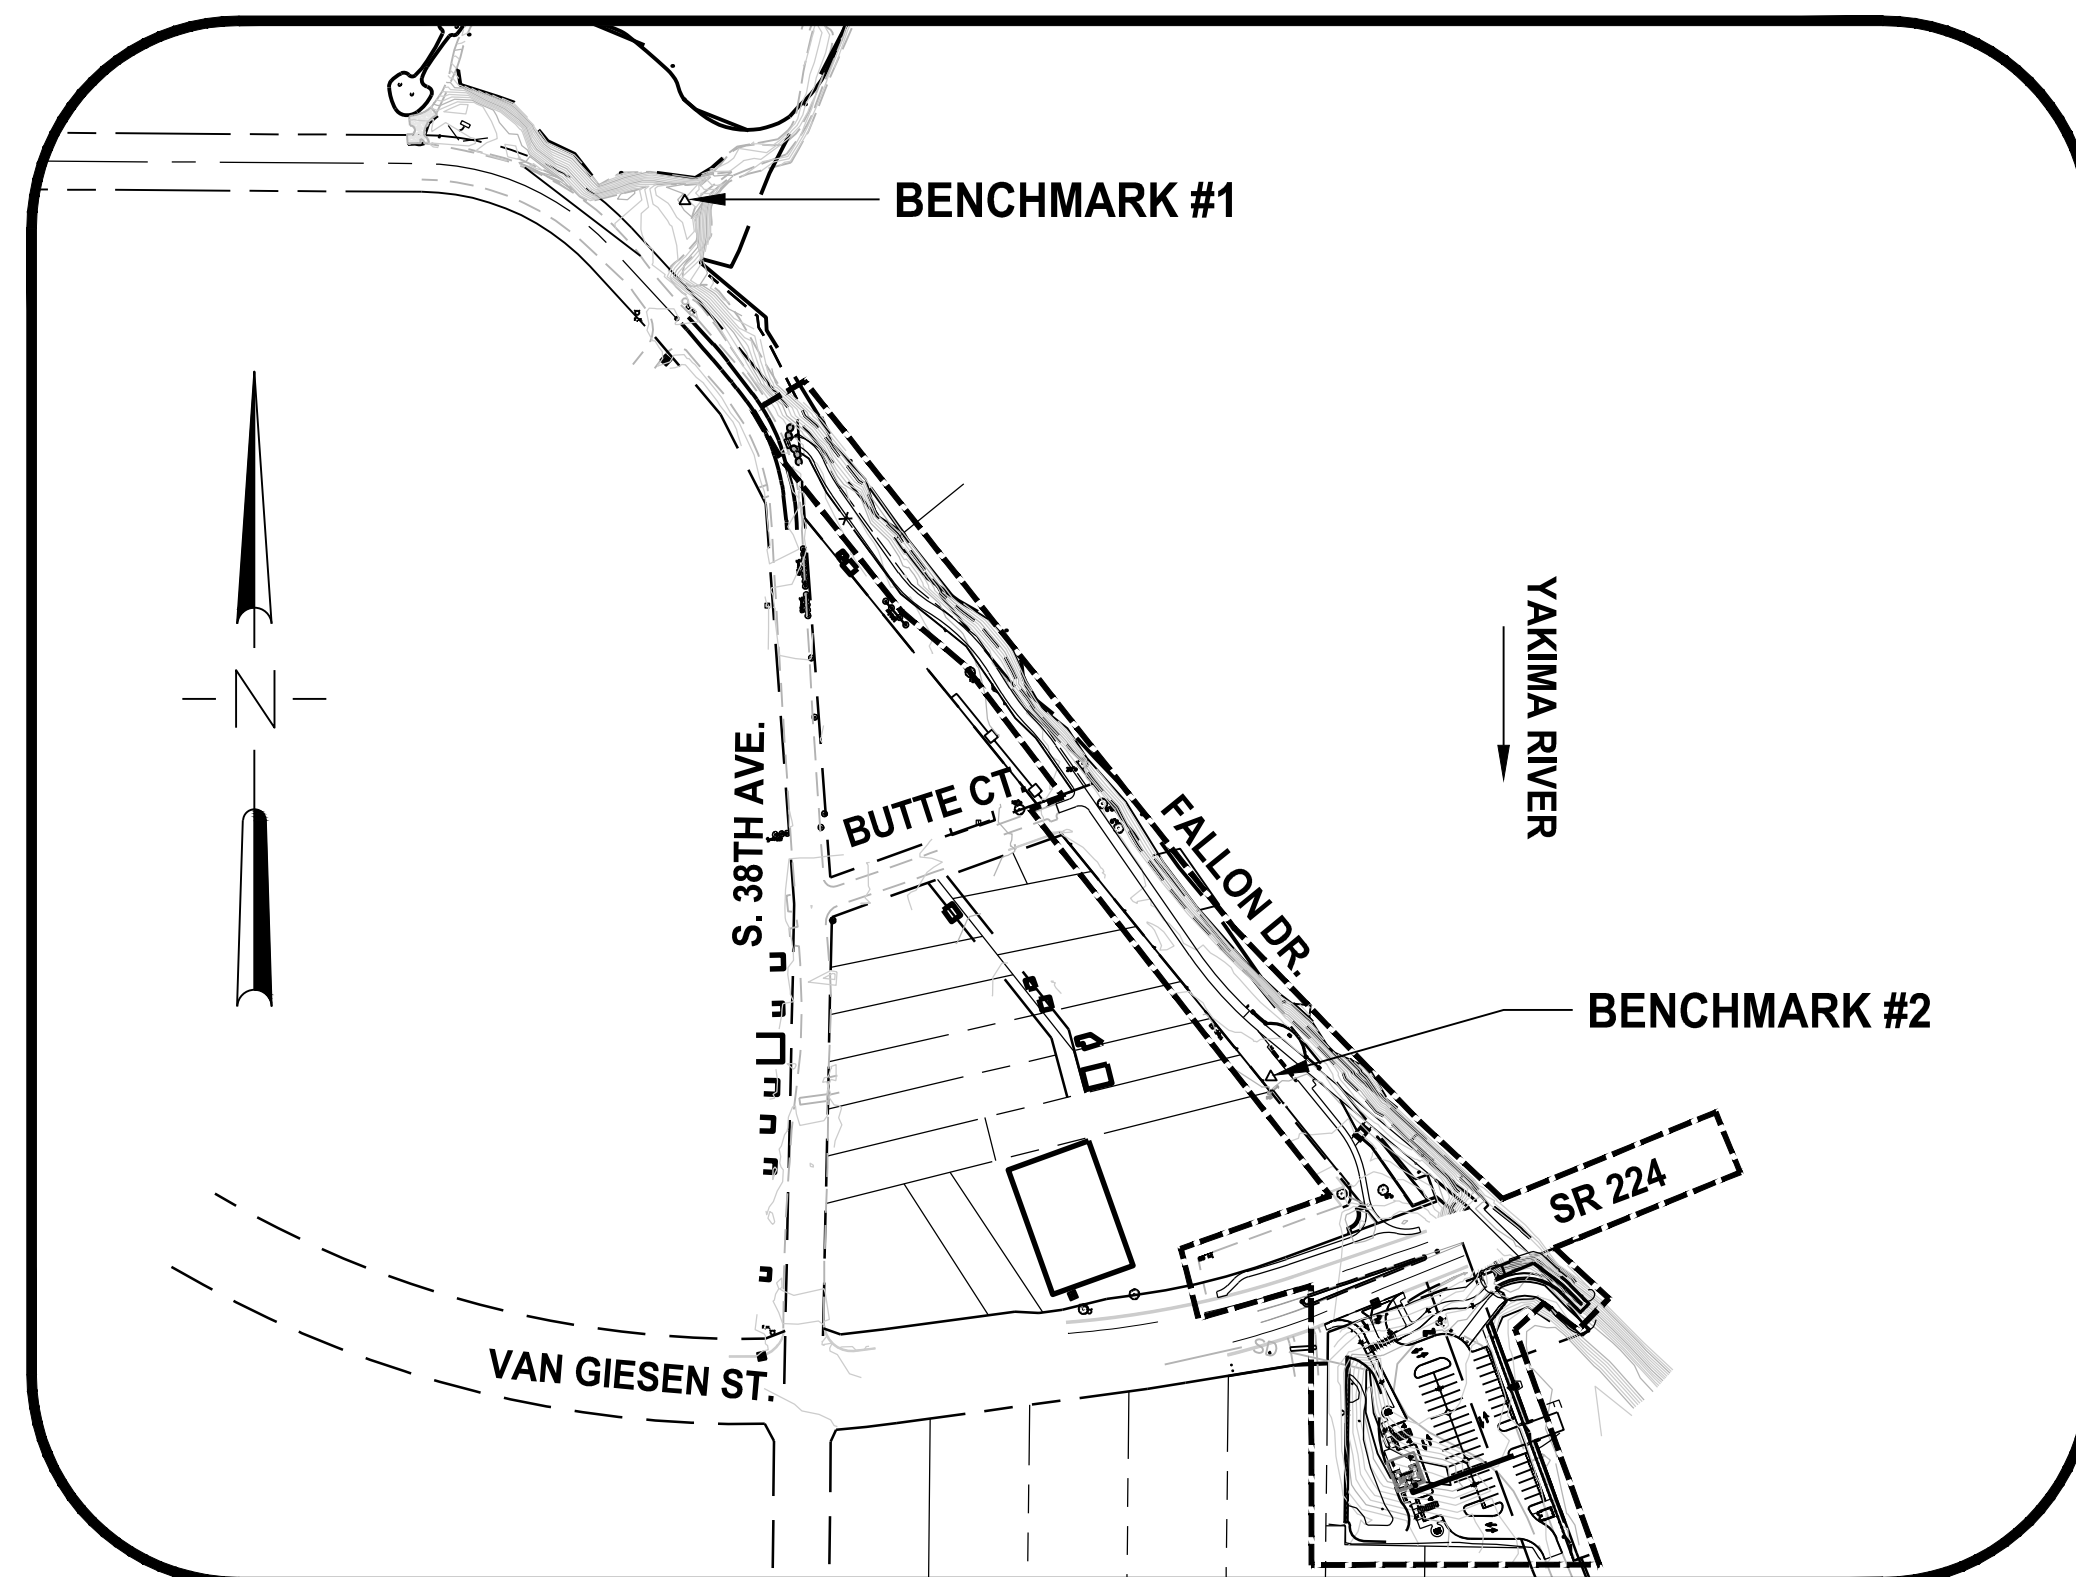 BENCHMARK #1
N
YAKIMA RIVER
S. 38TH AVE.
BUTTE CT.
FALLON DR.
BENCHMARK #2
SR 224
VAN GIESEN ST.